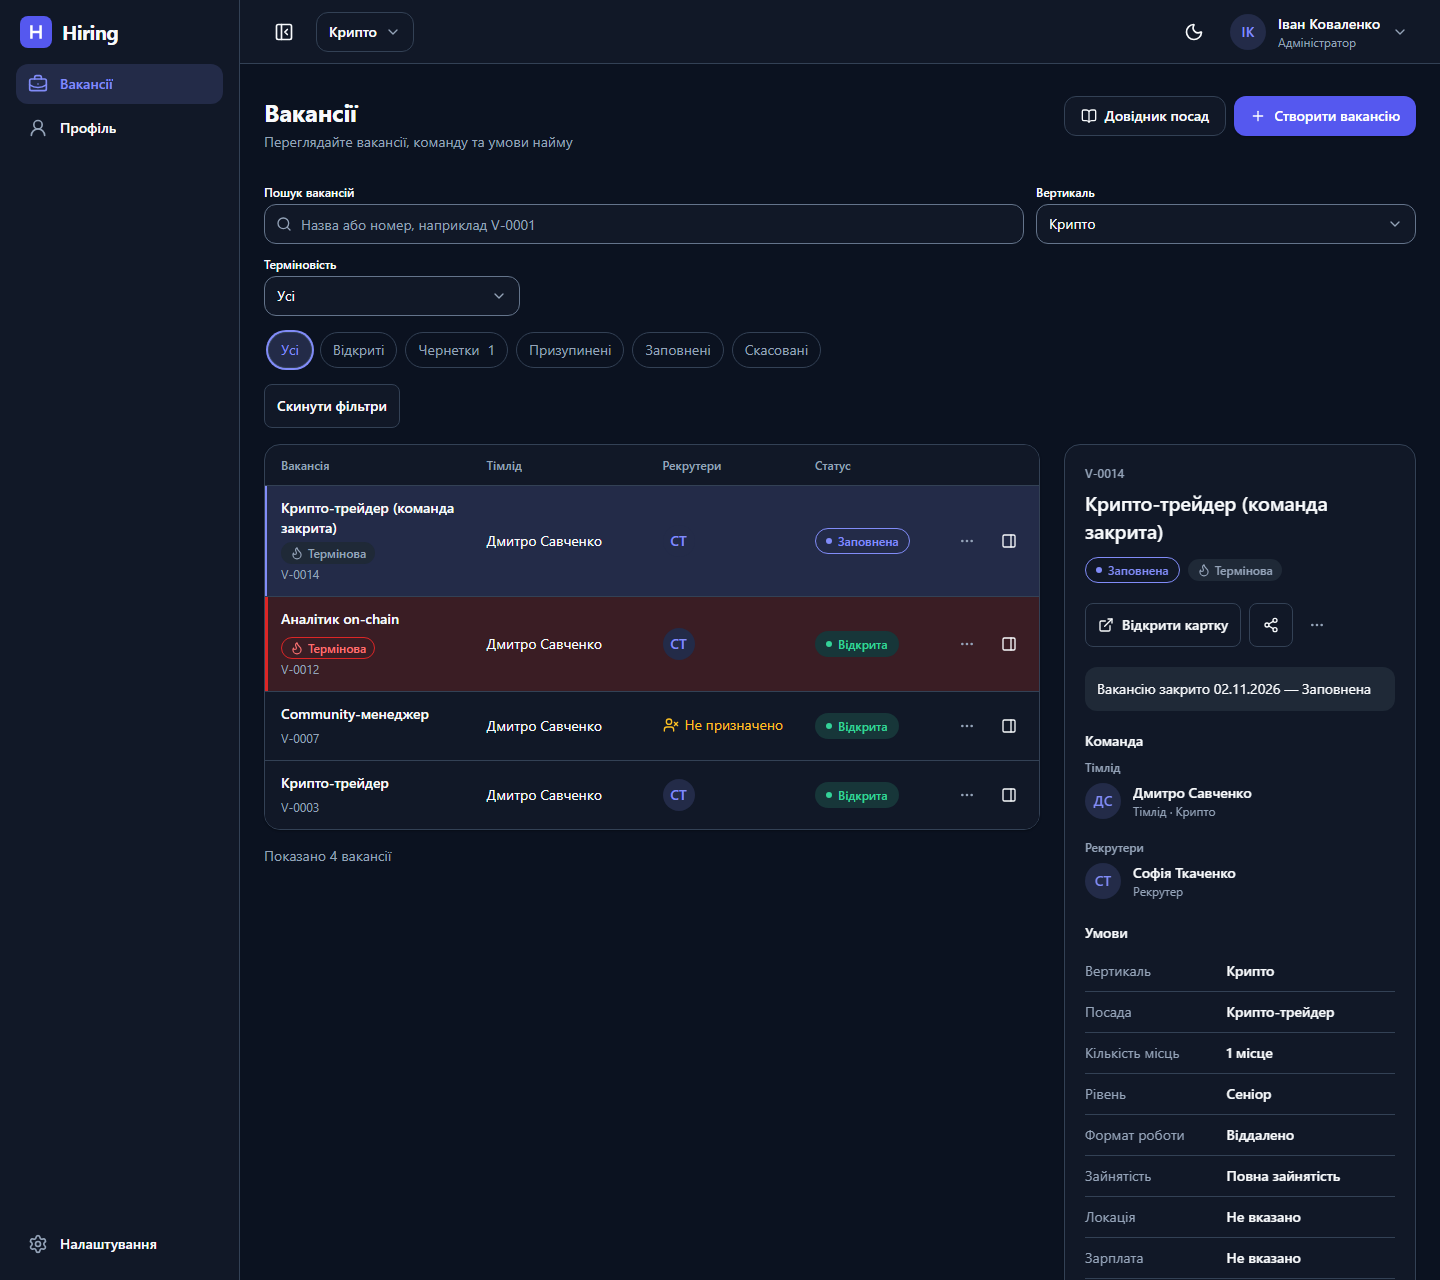 H Hiring
Вакансії
Профіль
Налаштування
Крипто
ІК
Іван Коваленко
Адміністратор
Вакансії
Переглядайте вакансії, команду та умови найму
Довідник посад
Створити вакансію
Пошук вакансій
Назва або номер, наприклад V-0001
Вертикаль
Крипто
Терміновість
Усі
Усі Відкриті Чернетки 1 Призупинені Заповнені Скасовані
Скинути фільтри
Вакансія Тімлід Рекрутери Статус
Крипто-трейдер (команда
закрита)
Термінова
V-0014
Дмитро Савченко СТ Заповнена
Аналітик on-chain
Термінова
V-0012
Дмитро Савченко СТ Відкрита
Community-менеджер
V-0007
Дмитро Савченко Не призначено Відкрита
Крипто-трейдер
V-0003
Дмитро Савченко СТ Відкрита
Показано 4 вакансії
V-0014
Крипто-трейдер (команда
закрита)
Заповнена Термінова
Відкрити картку
Вакансію закрито 02.11.2026 — Заповнена
Команда
Тімлід
ДС
Дмитро Савченко
Тімлід · Крипто
Рекрутери
СТ
Софія Ткаченко
Рекрутер
Умови
Вертикаль Крипто
Посада Крипто-трейдер
Кількість місць 1 місце
Рівень Сеніор
Формат роботи Віддалено
Зайнятість Повна зайнятість
Локація Не вказано
Зарплата Не вказано